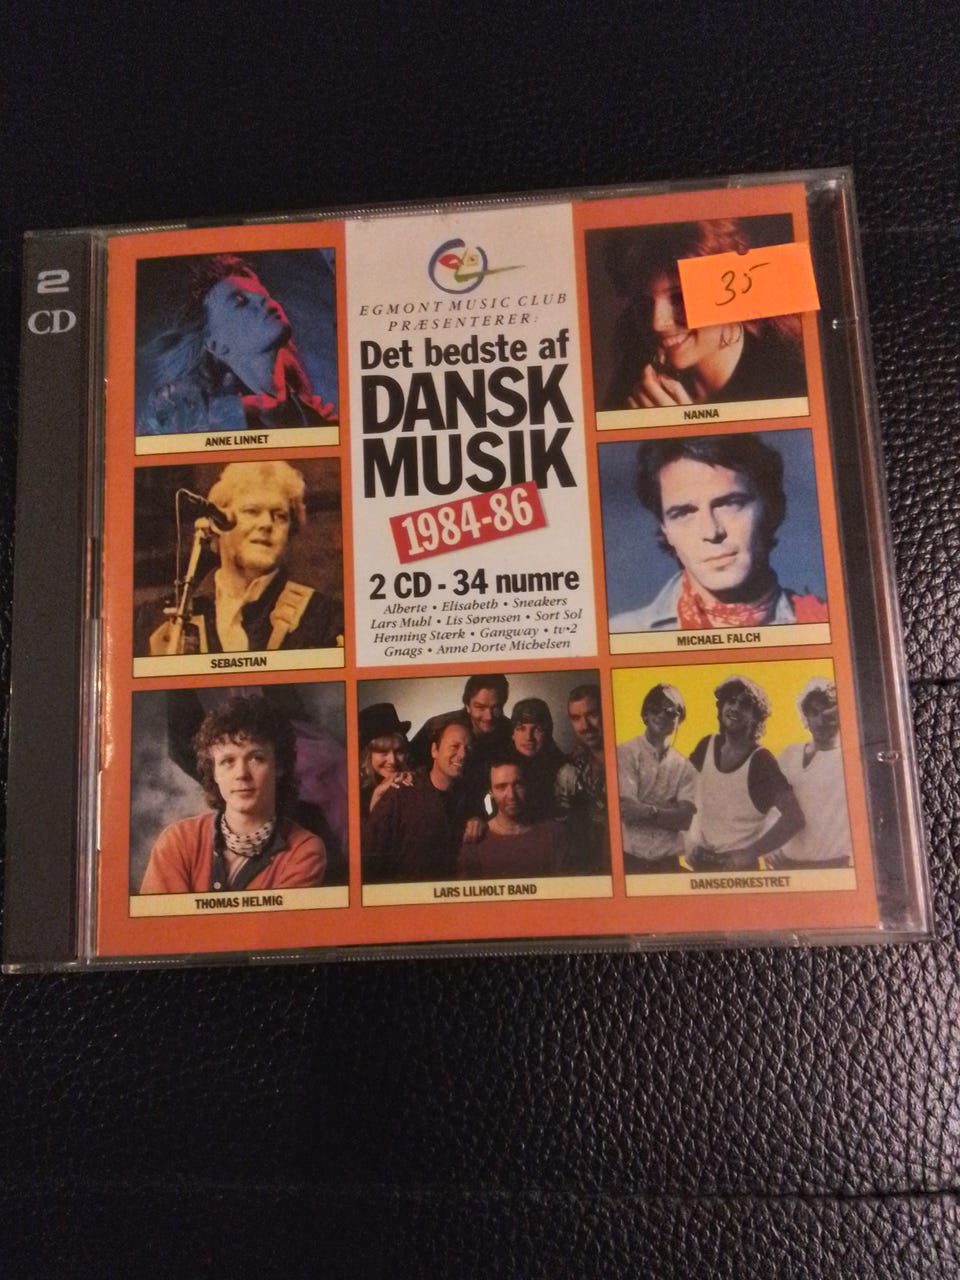 2
CD
EGMONT MUSIC CLUB
PRÆSENTERER:
Det bedste af
DANSK
MUSIK
1984-86
2 CD - 34 numre
Alberte • Elisabeth • Sneakers
Lars Muhl • Lis Sørensen • Sort Sol
Henning Stærk • Gangway • tv•2
Gnags • Anne Dorte Michelsen
35
ANNE LINNET
NANNA
SEBASTIAN
MICHAEL FALCH
THOMAS HELMIG
LARS LILHOLT BAND
DANSEORKESTRET